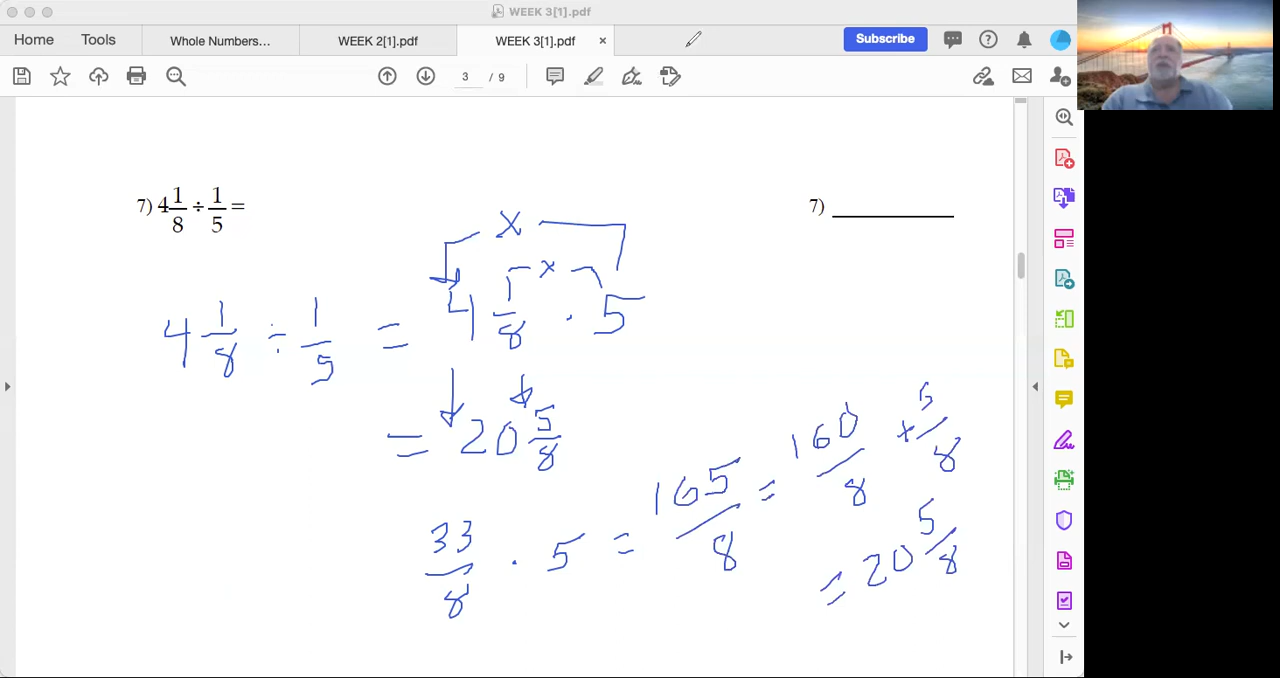 WEEK 3[1].pdf
Home Tools Whole Numbers... WEEK 2[1].pdf WEEK 3[1].pdf × Subscribe
3 / 9
7) 4 1/8 ÷ 1/5 =
7) ____________
x
x
4 1/8 ÷ 1/5 = 4 1/8 · 5
= 20 5/8
33/8 · 5 = 165/8 = 160/8 + 5/8
= 20 5/8